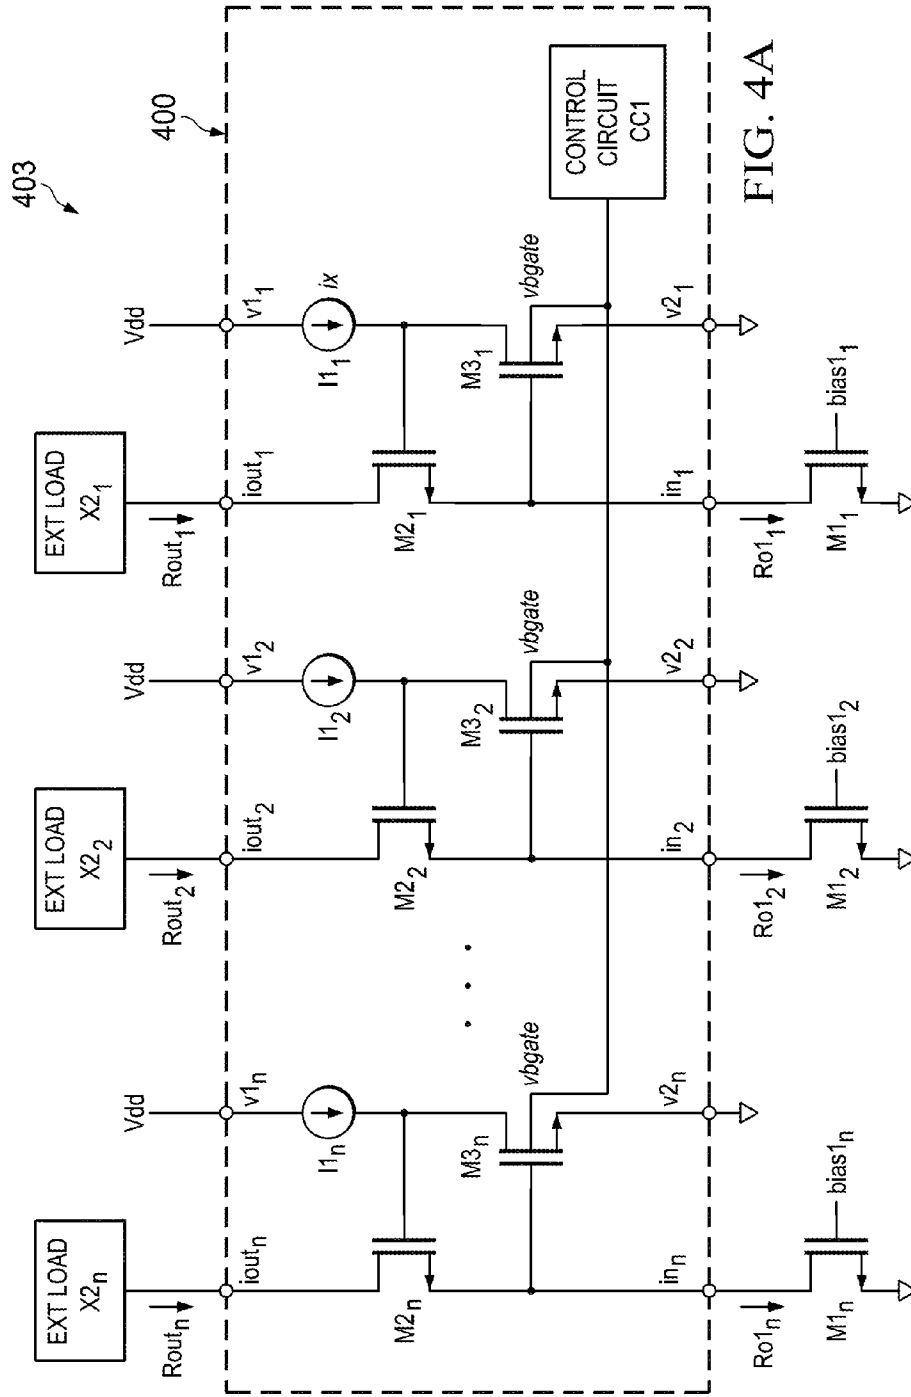 403
400
EXT LOAD
X2n
Routn
ioutn
Vdd
v1n
I1n
M2n
M3n
vbgate
inn
v2n
Ro1n
M1n
bias1n
. . .
EXT LOAD
X22
Rout2
iout2
Vdd
v12
I12
M22
M32
vbgate
in2
v22
Ro12
M12
bias12
EXT LOAD
X21
Rout1
iout1
Vdd
v11
I11
ix
M21
M31
vbgate
in1
v21
Ro11
M11
bias11
CONTROL
CIRCUIT
CC1
FIG. 4A